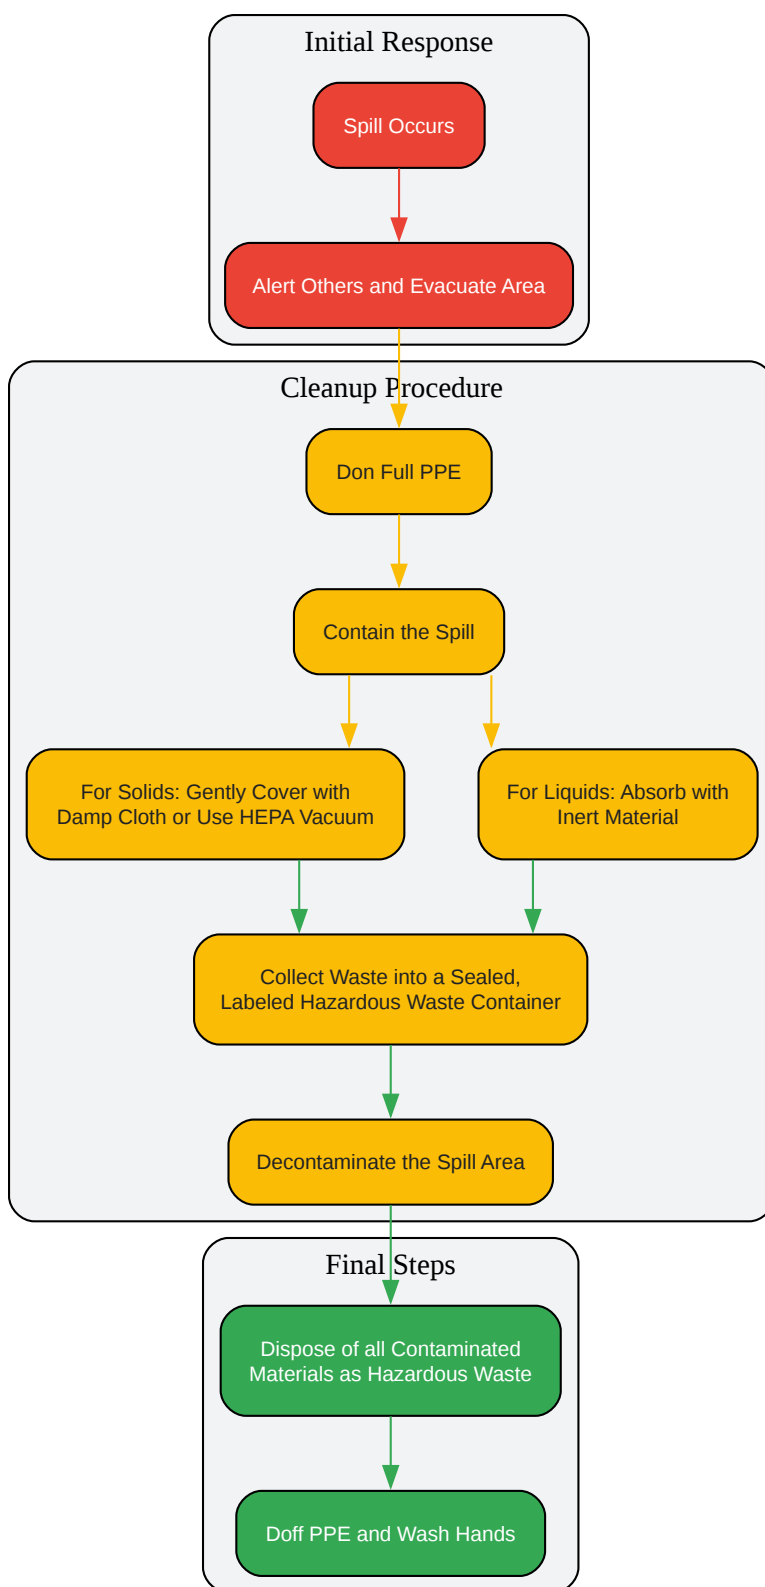 Initial Response
Spill Occurs
Alert Others and Evacuate Area
Cleanup Procedure
Don Full PPE
Contain the Spill
For Solids: Gently Cover with
Damp Cloth or Use HEPA Vacuum
For Liquids: Absorb with
Inert Material
Collect Waste into a Sealed,
Labeled Hazardous Waste Container
Decontaminate the Spill Area
Final Steps
Dispose of all Contaminated
Materials as Hazardous Waste
Doff PPE and Wash Hands